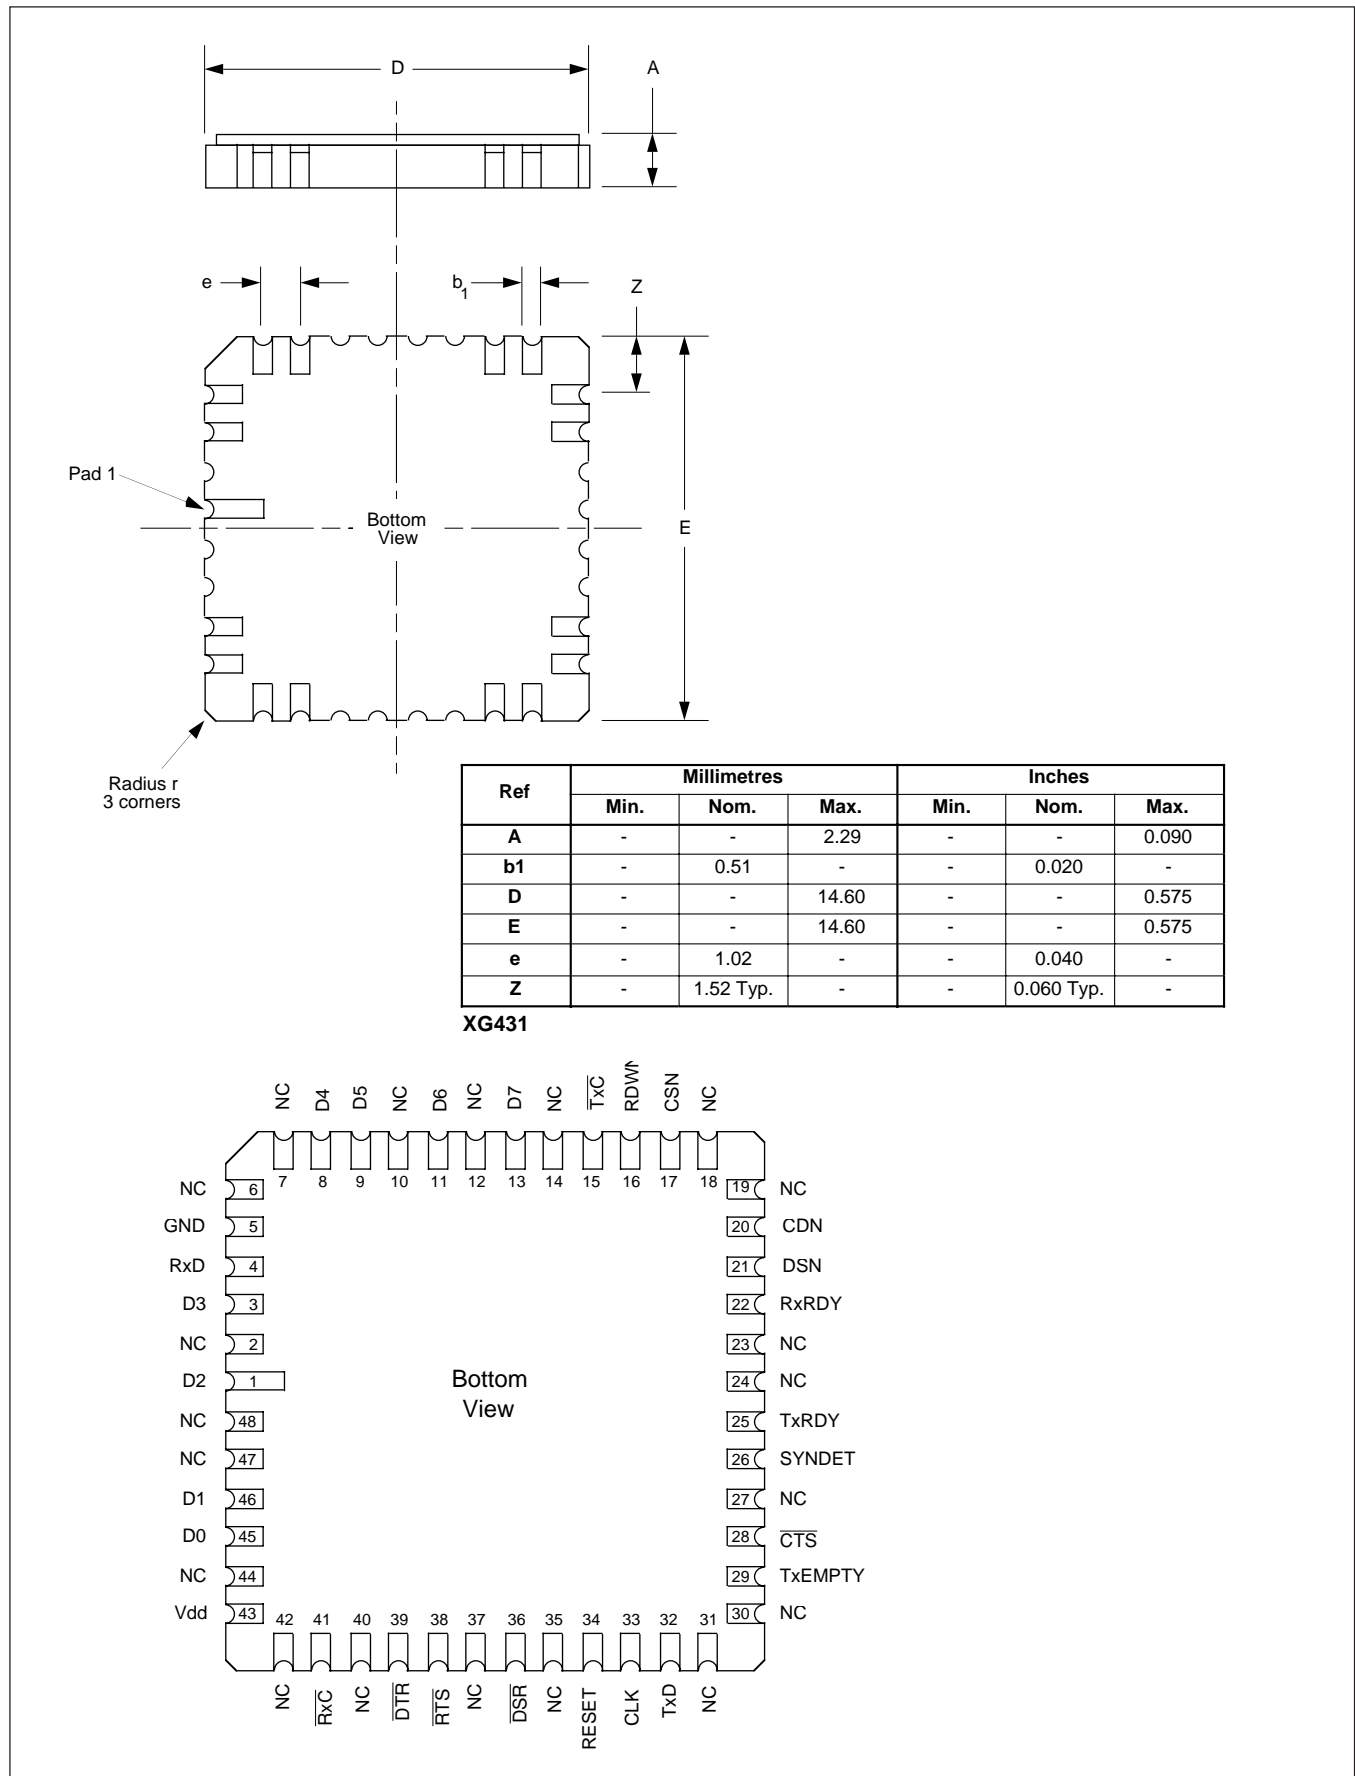 D
A
e
b1
Z
Pad 1
Bottom
View
E
Radius r
3 corners
Ref Millimetres Inches
Min. Nom. Max. Min. Nom. Max.
A - - 2.29 - - 0.090
b1 - 0.51 - - 0.020 -
D - - 14.60 - - 0.575
E - - 14.60 - - 0.575
e - 1.02 - - 0.040 -
Z - 1.52 Typ. - - 0.060 Typ. -
XG431
NC D4 D5 NC D6 NC D7 NC T̅x̅C̅ RDWN CSN NC
7 8 9 10 11 12 13 14 15 16 17 18
NC 6 19 NC
GND 5 20 CDN
RxD 4 21 DSN
D3 3 22 RxRDY
NC 2 23 NC
D2 1 24 NC
Bottom
View
NC 48 25 TxRDY
NC 47 26 SYNDET
D1 46 27 NC
D0 45 28 C̅T̅S̅
NC 44 29 TxEMPTY
Vdd 43 30 NC
42 41 40 39 38 37 36 35 34 33 32 31
NC R̅x̅C̅ NC D̅T̅R̅ R̅T̅S̅ NC D̅S̅R̅ NC RESET CLK TxD NC